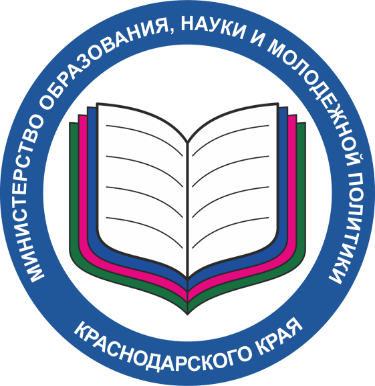 МИНИСТЕРСТВО ОБРАЗОВАНИЯ, НАУКИ И МОЛОДЕЖНОЙ ПОЛИТИКИ
КРАСНОДАРСКОГО КРАЯ